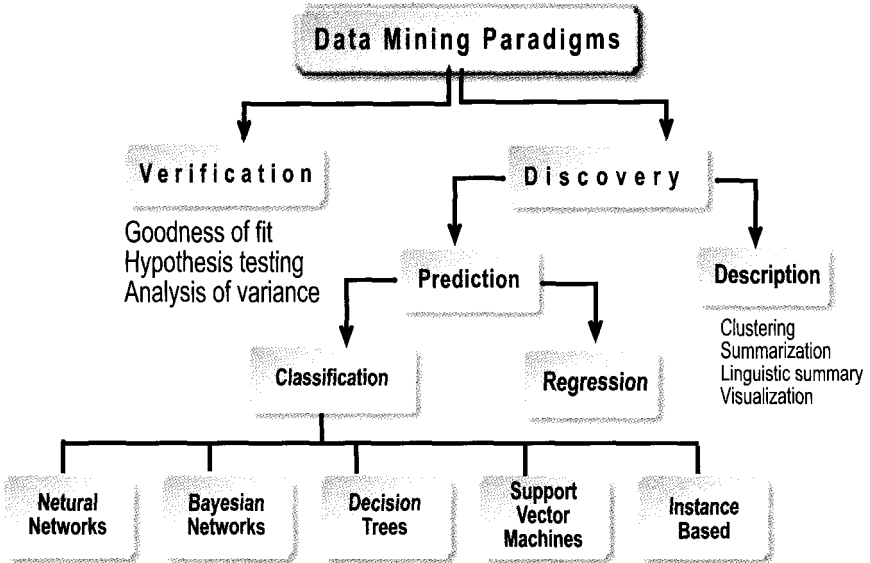 Data Mining Paradigms
Verification
Discovery
Goodness of fit
Hypothesis testing
Analysis of variance
Prediction
Description
Clustering
Summarization
Linguistic summary
Visualization
Classification
Regression
Netural
Networks
Bayesian
Networks
Decision
Trees
Support
Vector
Machines
Instance
Based